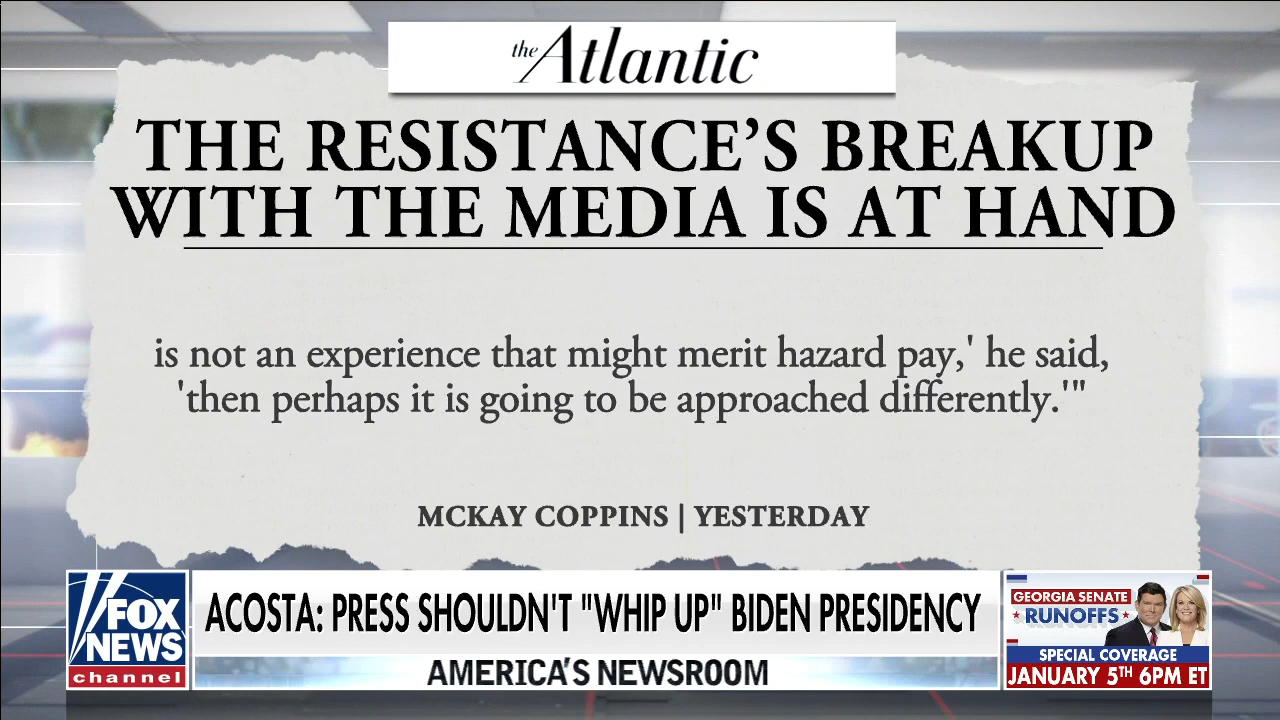 the Atlantic
THE RESISTANCE'S BREAKUP
WITH THE MEDIA IS AT HAND
is not an experience that might merit hazard pay,' he said,
'then perhaps it is going to be approached differently.'"
MCKAY COPPINS | YESTERDAY
FOX
NEWS
channel
ACOSTA: PRESS SHOULDN'T "WHIP UP" BIDEN PRESIDENCY
AMERICA'S NEWSROOM
GEORGIA SENATE
RUNOFFS
SPECIAL COVERAGE
JANUARY 5TH 6PM ET